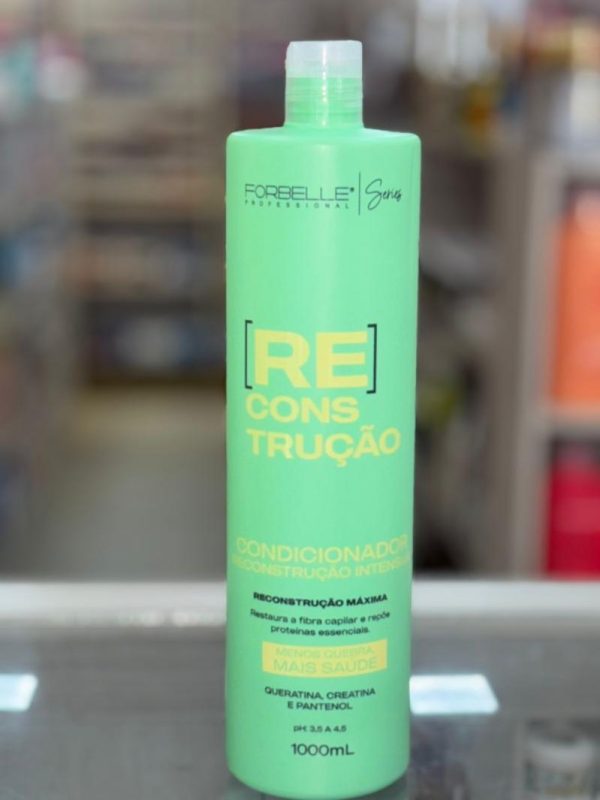 FORBELLE® Series
PROFESSIONAL
[RE]
CONS
TRUÇÃO
CONDICIONADOR
RECONSTRUÇÃO INTENSIVA
RECONSTRUÇÃO MÁXIMA
Restaura a fibra capilar e repõe
proteínas essenciais.
MENOS QUEBRA,
MAIS SAÚDE
QUERATINA, CREATINA
E PANTENOL
pH: 3,5 A 4,5
1000mL